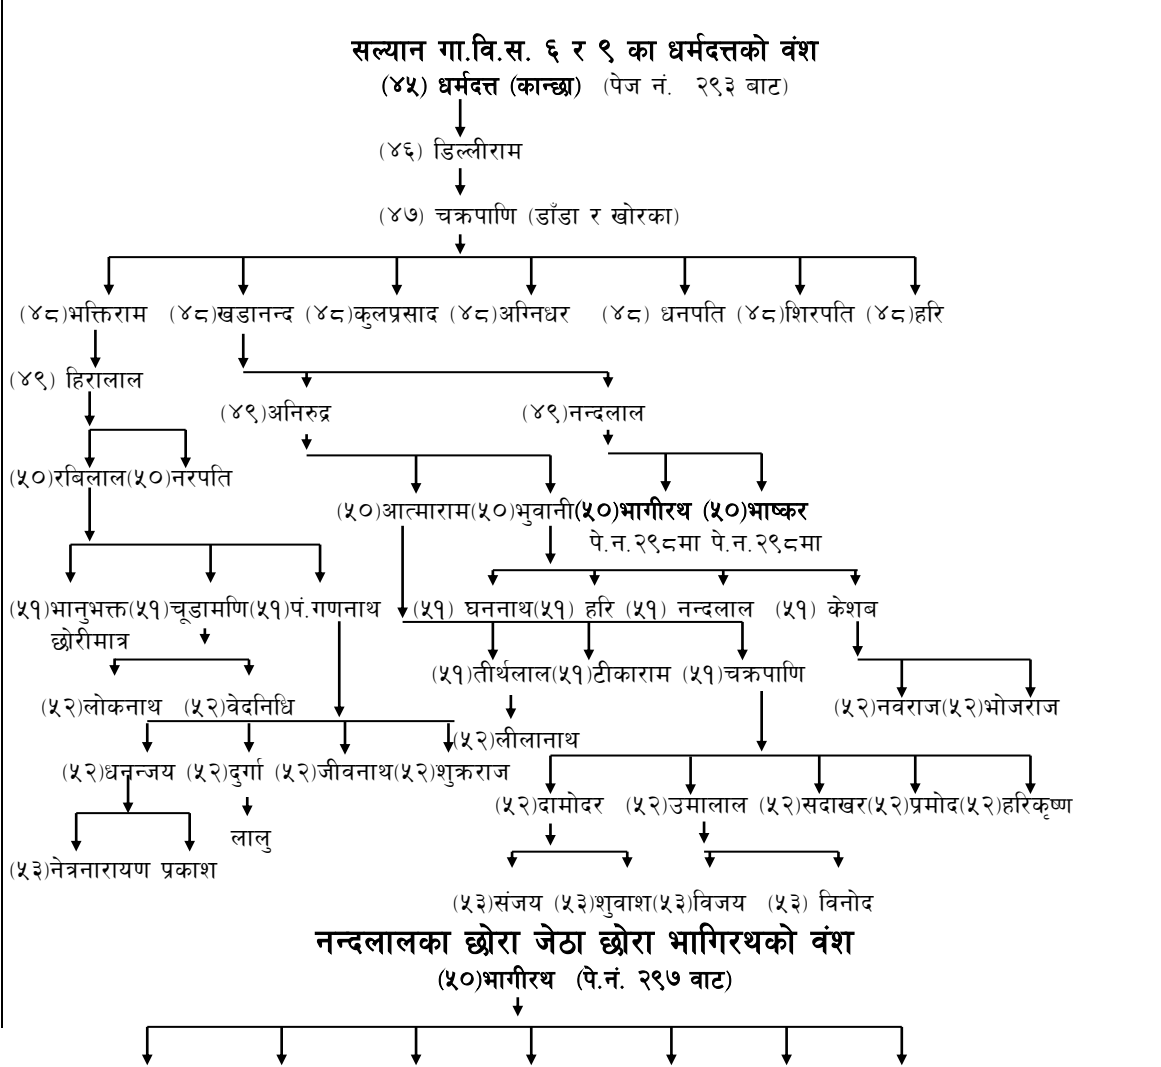 सल्यान गा.वि.स. ६ र ९ का धर्मदत्तको वंश
(४५) धर्मदत्त (कान्छा) (पेज नं. २९३ बाट)
(४६) डिल्लीराम
(४७) चक्रपाणि (डाँडा र खोरका)
(४८)भक्तिराम (४८)खडानन्द (४८)कुलप्रसाद (४८)अग्निधर (४८) धनपति (४८)शिरपति (४८)हरि
(४९) हिरालाल
(४९)अनिरुद्र (४९)नन्दलाल
(५०)रबिलाल(५०)नरपति
(५०)आत्माराम(५०)भुवानी(५०)भागीरथ (५०)भाष्कर
पे.न.२९८मा पे.न.२९८मा
(५१)भानुभक्त(५१)चूडामणि(५१)पं.गणनाथ (५१) घननाथ(५१) हरि (५१) नन्दलाल (५१) केशब
छोरीमात्र
(५१)तीर्थलाल(५१)टीकाराम (५१)चक्रपाणि
(५२)लोकनाथ (५२)वेदनिधि (५२)नवराज(५२)भोजराज
(५२)लीलानाथ
(५२)धनन्जय (५२)दुर्गा (५२)जीवनाथ(५२)शुक्रराज
(५२)दामोदर (५२)उमालाल (५२)सदाखर(५२)प्रमोद(५२)हरिकृष्ण
लालु
(५३)नेत्रनारायण प्रकाश
(५३)संजय (५३)शुवाश(५३)विजय (५३) विनोद
नन्दलालका छोरा जेठा छोरा भागिरथको वंश
(५०)भागीरथ (पे.नं. २९७ वाट)